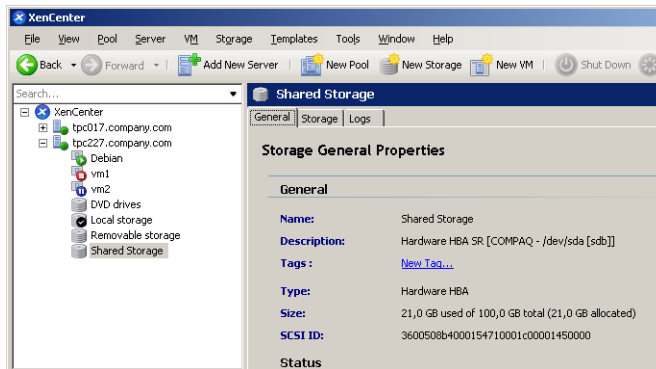 XenCenter
File View Pool Server VM Storage Templates Tools Window Help
Back Forward Add New Server New Pool New Storage New VM Shut Down
Search...
Shared Storage
XenCenter
tpc017.company.com
tpc227.company.com
Debian
vm1
vm2
DVD drives
Local storage
Removable storage
Shared Storage
General Storage Logs
Storage General Properties
General
Name: Shared Storage
Description: Hardware HBA SR [COMPAQ - /dev/sda [sdb]]
Tags : New Tag...
Type: Hardware HBA
Size: 21,0 GB used of 100,0 GB total (21,0 GB allocated)
SCSI ID: 3600508b4000154710001c00001450000
Status